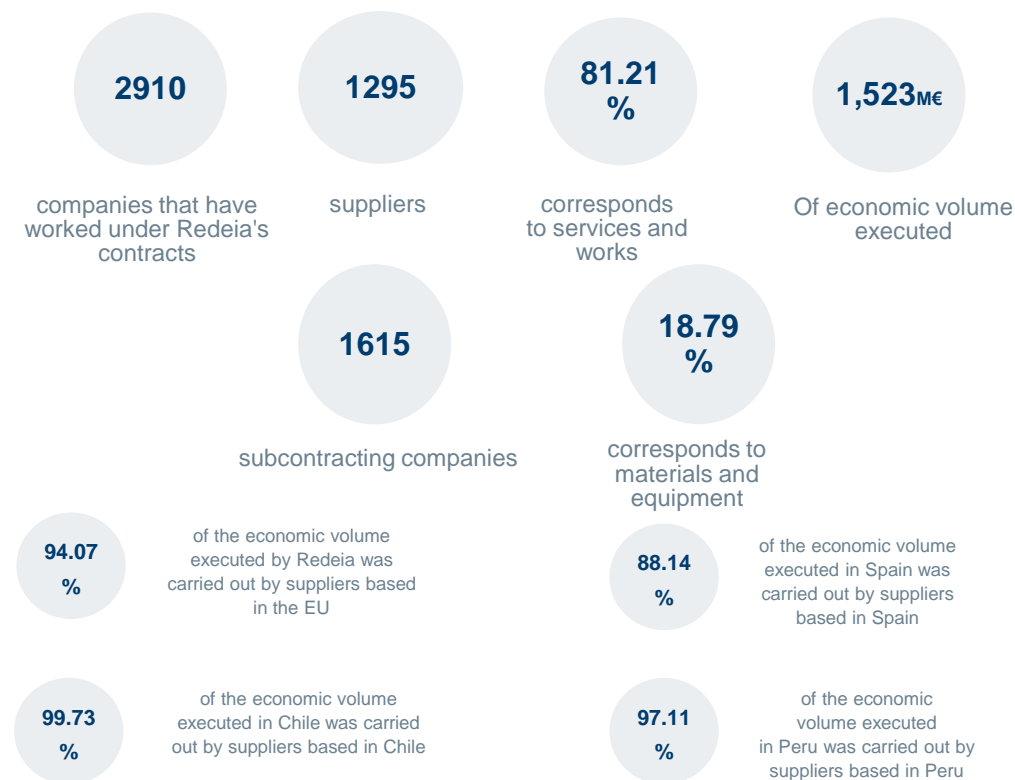 2910
companies that have
worked under Redeia's
contracts
1295
suppliers
81.21
%
corresponds
to services and
works
1,523M€
Of economic volume
executed
1615
subcontracting companies
18.79
%
corresponds to
materials and
equipment
94.07
%
of the economic volume
executed by Redeia was
carried out by suppliers based
in the EU
88.14
%
of the economic volume
executed in Spain was
carried out by suppliers
based in Spain
99.73
%
of the economic volume
executed in Chile was carried
out by suppliers based in Chile
97.11
%
of the economic
volume executed
in Peru was carried out by
suppliers based in Peru